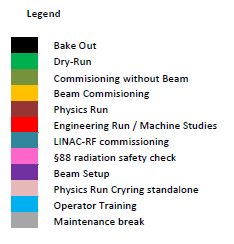 Legend
Bake Out
Dry-Run
Commisioning without Beam
Beam Commisioning
Physics Run
Engineering Run / Machine Studies
LINAC-RF commissioning
§88 radiation safety check
Beam Setup
Physics Run Cryring standalone
Operator Training
Maintenance break